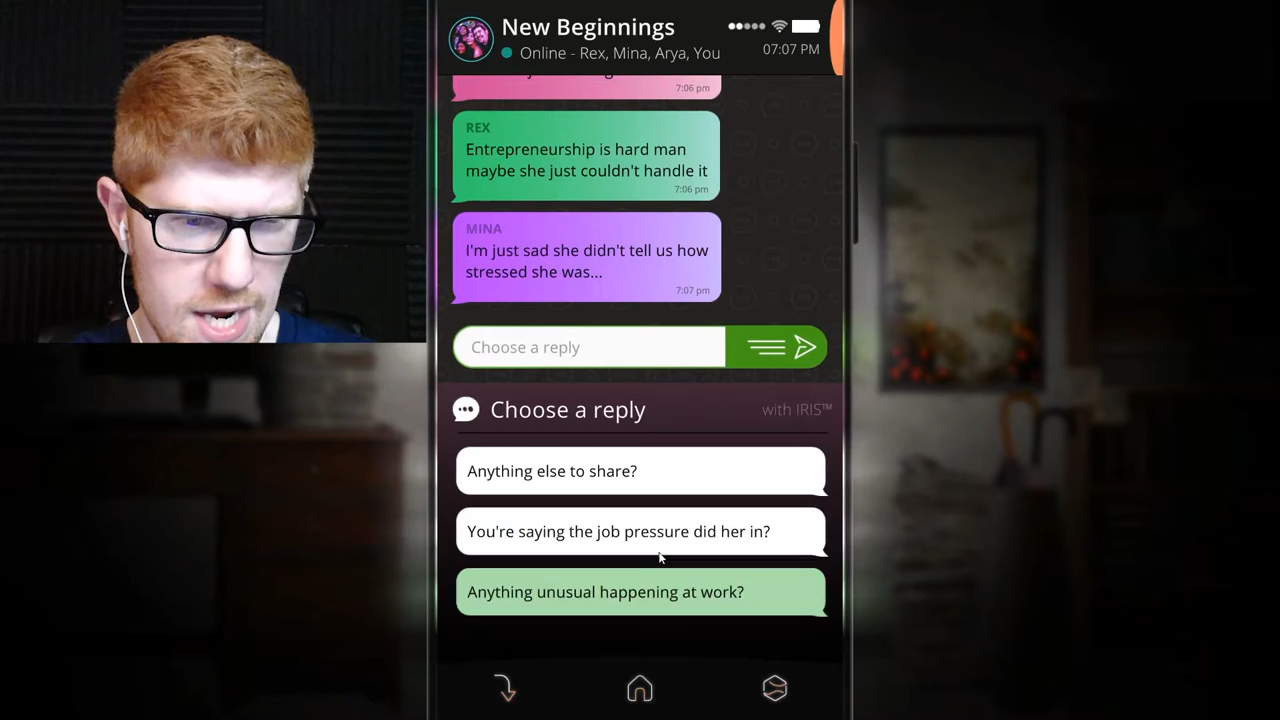 New Beginnings
Online - Rex, Mina, Arya, You
07:07 PM
7:06 pm
REX
Entrepreneurship is hard man
maybe she just couldn't handle it
7:06 pm
MINA
I'm just sad she didn't tell us how
stressed she was...
7:07 pm
Choose a reply
Choose a reply
with IRIS™
Anything else to share?
You're saying the job pressure did her in?
Anything unusual happening at work?